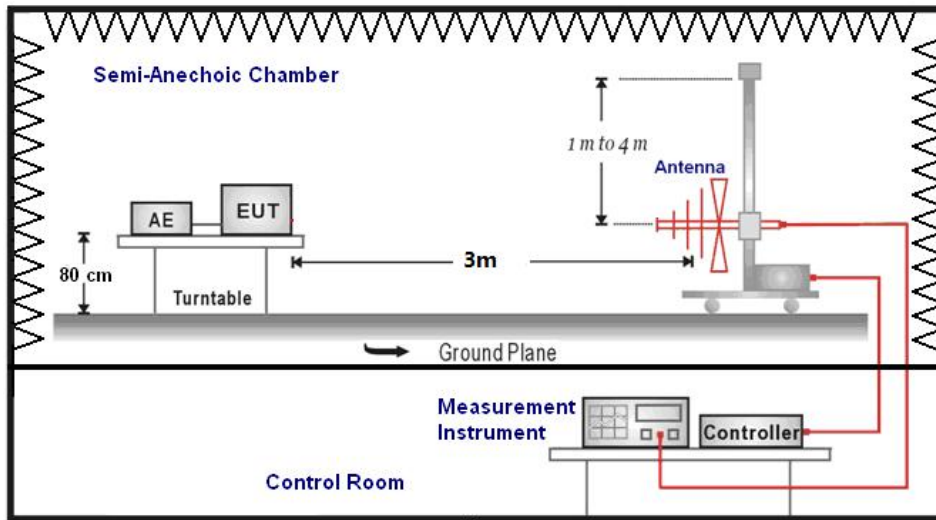 Semi-Anechoic Chamber
1 m to 4 m
Antenna
AE
EUT
3m
80 cm
Turntable
Ground Plane
Measurement
Instrument
Controller
Control Room